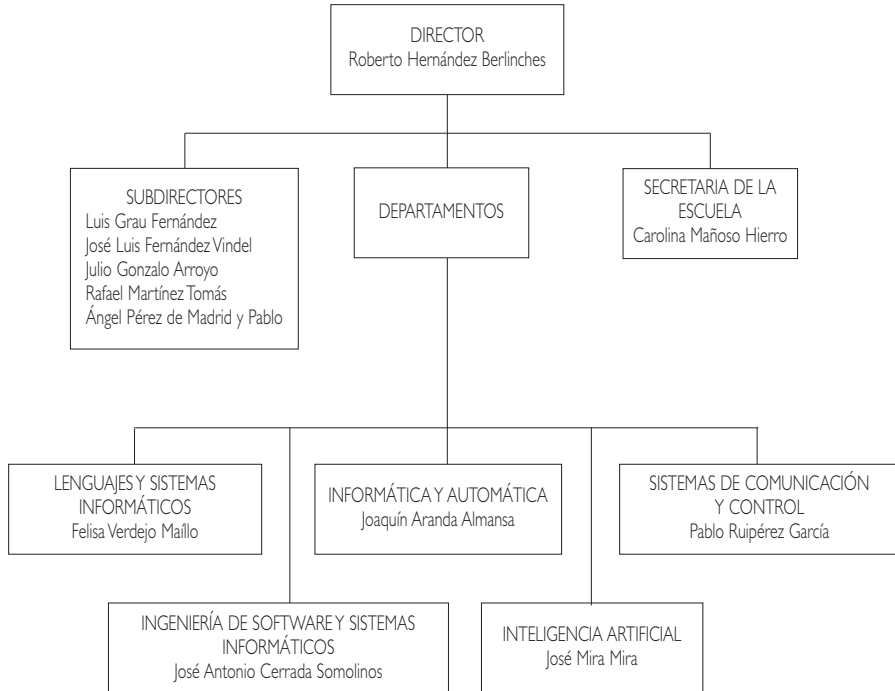 DIRECTOR
Roberto Hernández Berlinches
SUBDIRECTORES
Luis Grau Fernández
José Luis Fernández Vindel
Julio Gonzalo Arroyo
Rafael Martínez Tomás
Ángel Pérez de Madrid y Pablo
DEPARTAMENTOS
SECRETARIA DE LA
ESCUELA
Carolina Mañoso Hierro
LENGUAJES Y SISTEMAS
INFORMÁTICOS
Felisa Verdejo Maíllo
INFORMÁTICA Y AUTOMÁTICA
Joaquín Aranda Almansa
SISTEMAS DE COMUNICACIÓN
Y CONTROL
Pablo Ruipérez García
INGENIERÍA DE SOFTWARE Y SISTEMAS
INFORMÁTICOS
José Antonio Cerrada Somolinos
INTELIGENCIA ARTIFICIAL
José Mira Mira